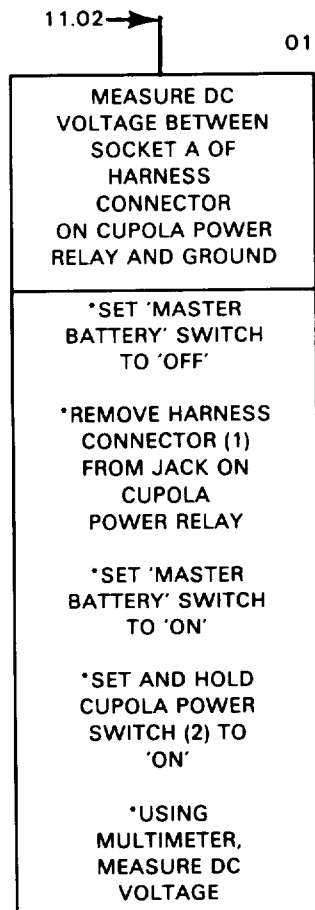 11.02
01
MEASURE DC
VOLTAGE BETWEEN
SOCKET A OF
HARNESS
CONNECTOR
ON CUPOLA POWER
RELAY AND GROUND
*SET 'MASTER
BATTERY' SWITCH
TO 'OFF'
*REMOVE HARNESS
CONNECTOR (1)
FROM JACK ON
CUPOLA
POWER RELAY
*SET 'MASTER
BATTERY' SWITCH
TO 'ON'
*SET AND HOLD
CUPOLA POWER
SWITCH (2) TO
'ON'
*USING
MULTIMETER,
MEASURE DC
VOLTAGE